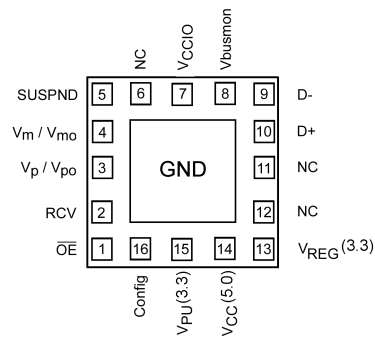 NC
VCCIO
Vbusmon
SUSPND 5 6 7 8 9 D-
Vm / Vmo 4 10 D+
Vp / Vpo 3 GND 11 NC
RCV 2 12 NC
O̅E̅ 1 16 15 14 13 VREG(3.3)
Config
VPU(3.3)
VCC(5.0)